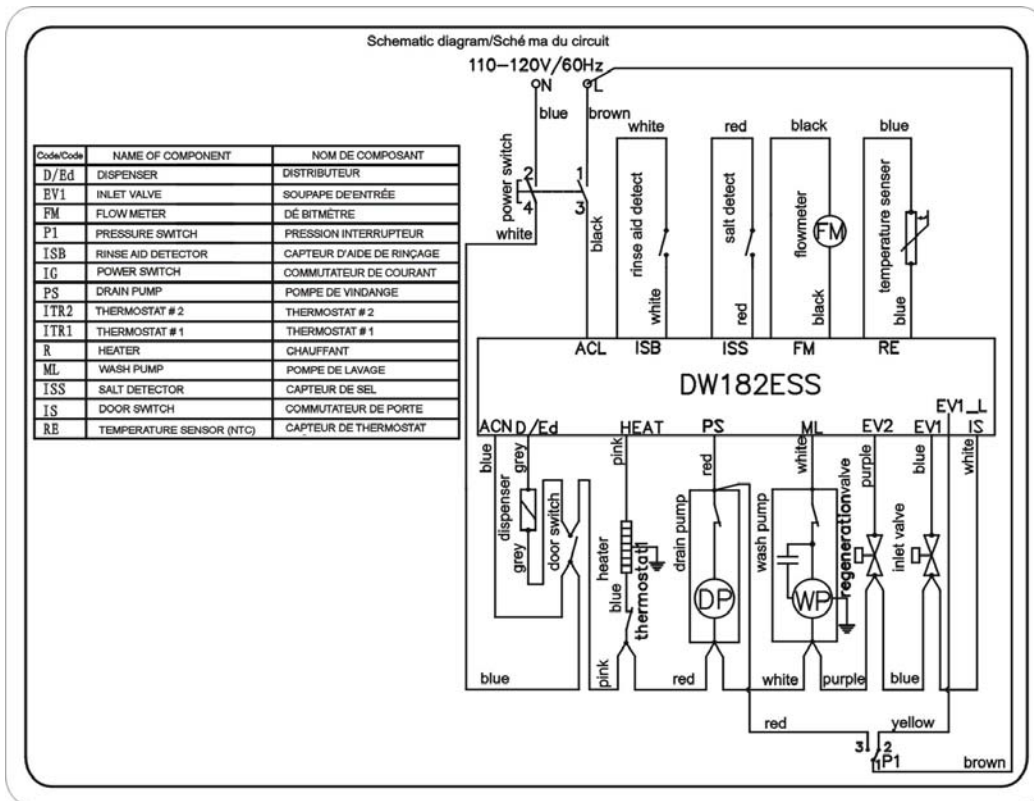 Schematic diagram/Sché ma du circuit
110-120V/60Hz
N
L
blue
brown
white
red
black
blue
Code/Code NAME OF COMPONENT NOM DE COMPOSANT
D/Ed DISPENSER DISTRIBUTEUR
EV1 INLET VALVE SOUPAPE DE'ENTRÉE
FM FLOW METER DÉ BITMÈTRE
P1 PRESSURE SWITCH PRESSION INTERRUPTEUR
ISB RINSE AID DETECTOR CAPTEUR D'AIDE DE RINÇAGE
IG POWER SWITCH COMMUTATEUR DE COURANT
PS DRAIN PUMP POMPE DE VINDANGE
ITR2 THERMOSTAT # 2 THERMOSTAT # 2
ITR1 THERMOSTAT # 1 THERMOSTAT # 1
R HEATER CHAUFFANT
ML WASH PUMP POMPE DE LAVAGE
ISS SALT DETECTOR CAPTEUR DE SEL
IS DOOR SWITCH COMMUTATEUR DE PORTE
RE TEMPERATURE SENSOR (NTC) CAPTEUR DE THERMOSTAT
power switch
2
1
4
3
white
black
rinse aid detect
white
salt detect
red
flowmeter
FM
black
temperature senser
blue
ACL ISB ISS FM RE
DW182ESS
EV1_L
ACN D/Ed HEAT PS ML EV2 EV1 IS
blue
grey
pink
red
white
purple
blue
white
dispenser
grey
door switch
heater
blue
thermostat1
drain pump
DP
wash pump
WP
regenerationvalve
inlet valve
blue
pink
red
white
purple
blue
red
yellow
3
2
1
P1
brown